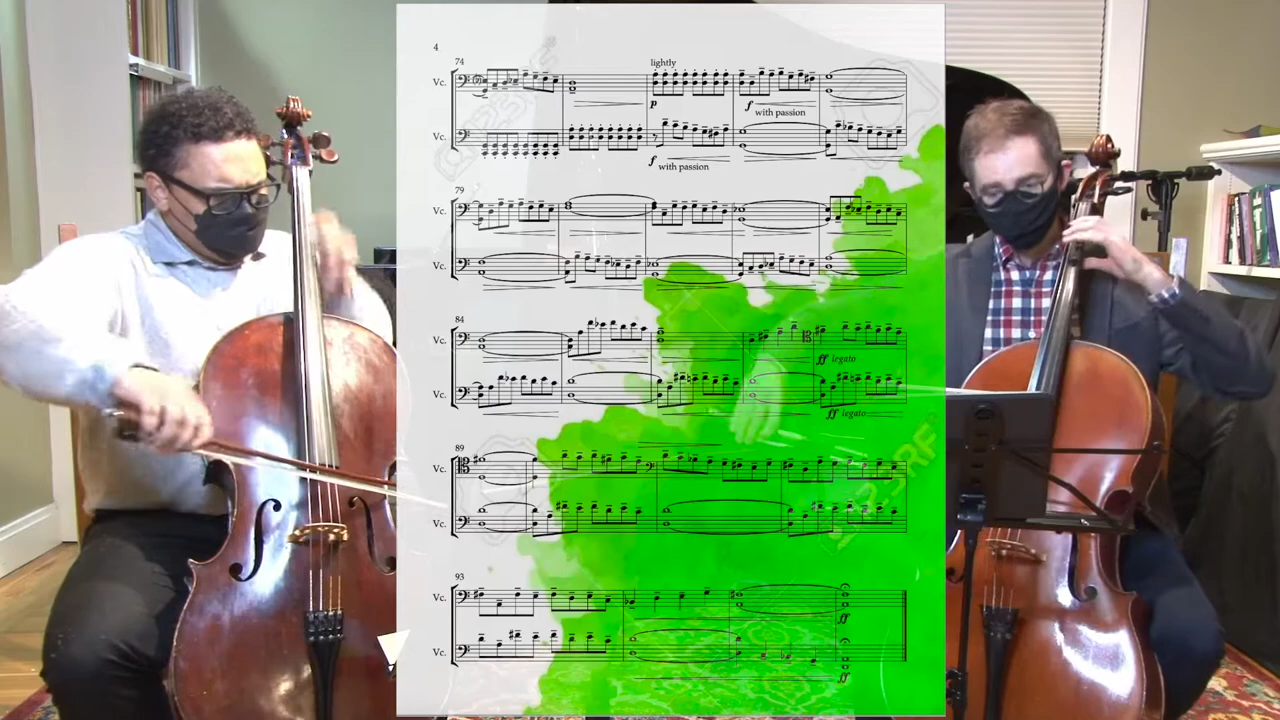 4
74
lightly
Vc.
p
f
with passion
Vc.
f
with passion
79
Vc.
Vc.
84
Vc.
ff legato
Vc.
ff legato
89
Vc.
Vc.
93
Vc.
ff
Vc.
ff
123RF